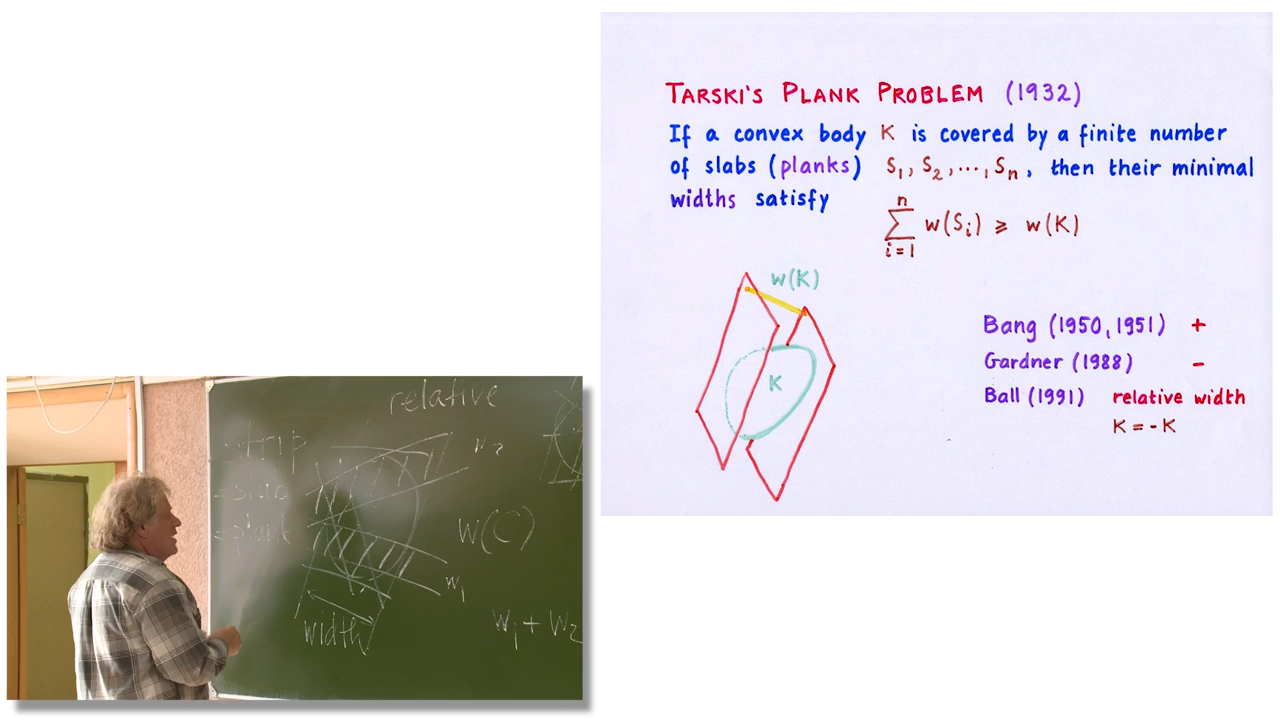 TARSKI'S PLANK PROBLEM (1932)
If a convex body K is covered by a finite number
of slabs (planks) S₁, S₂, ..., Sₙ, then their minimal
widths satisfy
n
∑ w(Sᵢ) ⩾ w(K)
i=1
w(K)
K
Bang (1950, 1951) +
Gardner (1988) -
Ball (1991) relative width
K = -K
relative
strip
= slab
= plank
w₂
w(C)
w₁
width
w₁ + w₂